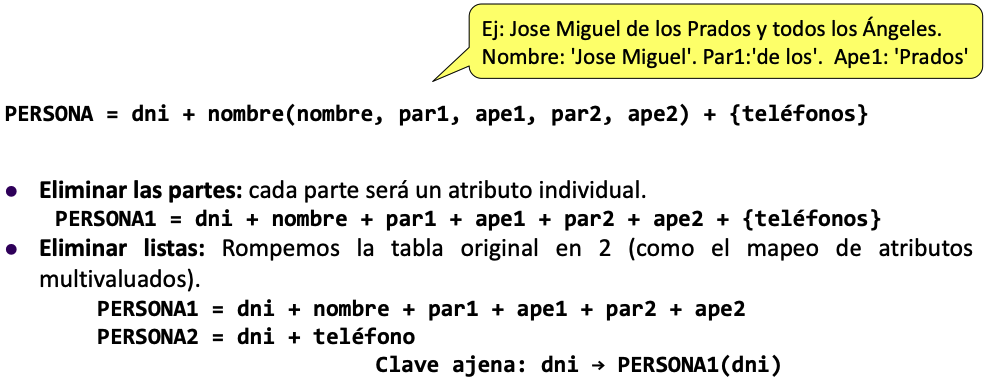 Ej: Jose Miguel de los Prados y todos los Ángeles.
Nombre: 'Jose Miguel'. Par1:'de los'. Ape1: 'Prados'
PERSONA = dni + nombre(nombre, par1, ape1, par2, ape2) + {teléfonos}
● Eliminar las partes: cada parte será un atributo individual.
PERSONA1 = dni + nombre + par1 + ape1 + par2 + ape2 + {teléfonos}
● Eliminar listas: Rompemos la tabla original en 2 (como el mapeo de atributos
multivaluados).
PERSONA1 = dni + nombre + par1 + ape1 + par2 + ape2
PERSONA2 = dni + teléfono
Clave ajena: dni → PERSONA1(dni)